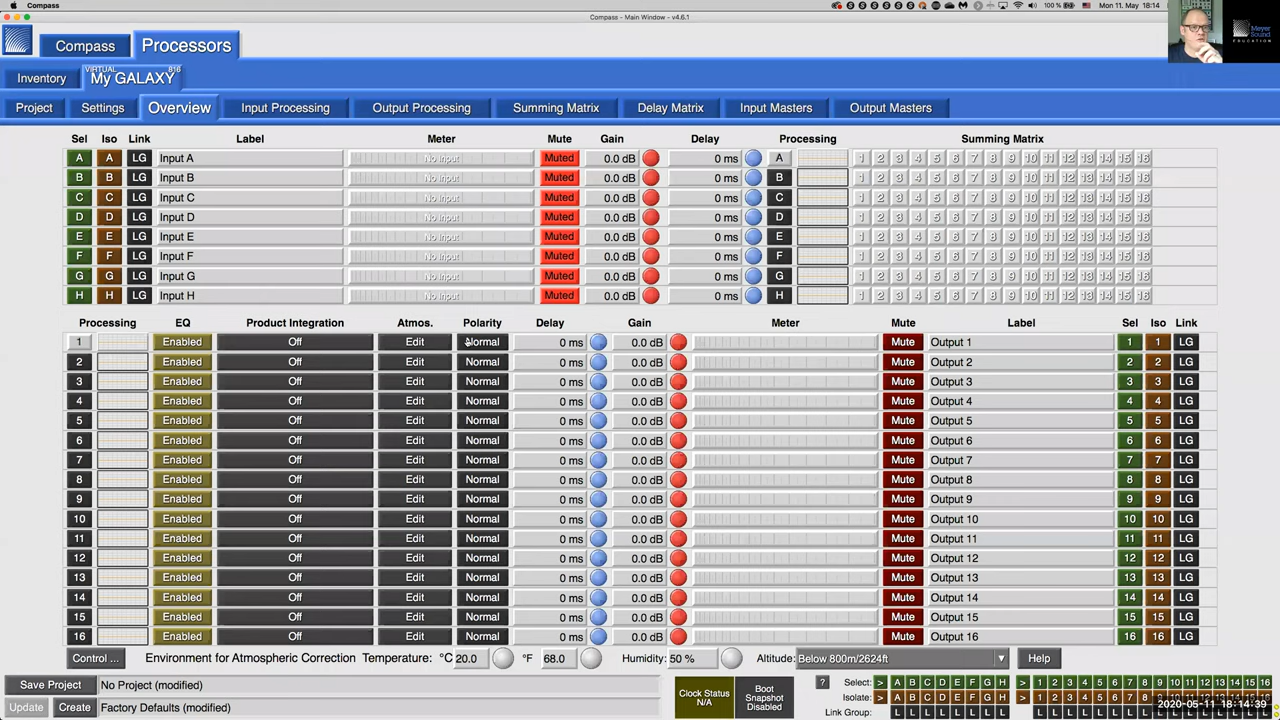 Compass
100 % Mon 11. May 18:14
Compass - Main Window - v4.6.1
Compass Processors
Meyer Sound
EDUCATION
Inventory VIRTUAL My GALAXY 816
Project Settings Overview Input Processing Output Processing Summing Matrix Delay Matrix Input Masters Output Masters
Sel Iso Link Label Meter Mute Gain Delay Processing Summing Matrix
A A LG Input A No Input Muted 0.0 dB 0 ms A 1 2 3 4 5 6 7 8 9 10 11 12 13 14 15 16
B B LG Input B No Input Muted 0.0 dB 0 ms B 1 2 3 4 5 6 7 8 9 10 11 12 13 14 15 16
C C LG Input C No Input Muted 0.0 dB 0 ms C 1 2 3 4 5 6 7 8 9 10 11 12 13 14 15 16
D D LG Input D No Input Muted 0.0 dB 0 ms D 1 2 3 4 5 6 7 8 9 10 11 12 13 14 15 16
E E LG Input E No Input Muted 0.0 dB 0 ms E 1 2 3 4 5 6 7 8 9 10 11 12 13 14 15 16
F F LG Input F No Input Muted 0.0 dB 0 ms F 1 2 3 4 5 6 7 8 9 10 11 12 13 14 15 16
G G LG Input G No Input Muted 0.0 dB 0 ms G 1 2 3 4 5 6 7 8 9 10 11 12 13 14 15 16
H H LG Input H No Input Muted 0.0 dB 0 ms H 1 2 3 4 5 6 7 8 9 10 11 12 13 14 15 16
Processing EQ Product Integration Atmos. Polarity Delay Gain Meter Mute Label Sel Iso Link
1 Enabled Off Edit Normal 0 ms 0.0 dB Mute Output 1 1 1 LG
2 Enabled Off Edit Normal 0 ms 0.0 dB Mute Output 2 2 2 LG
3 Enabled Off Edit Normal 0 ms 0.0 dB Mute Output 3 3 3 LG
4 Enabled Off Edit Normal 0 ms 0.0 dB Mute Output 4 4 4 LG
5 Enabled Off Edit Normal 0 ms 0.0 dB Mute Output 5 5 5 LG
6 Enabled Off Edit Normal 0 ms 0.0 dB Mute Output 6 6 6 LG
7 Enabled Off Edit Normal 0 ms 0.0 dB Mute Output 7 7 7 LG
8 Enabled Off Edit Normal 0 ms 0.0 dB Mute Output 8 8 8 LG
9 Enabled Off Edit Normal 0 ms 0.0 dB Mute Output 9 9 9 LG
10 Enabled Off Edit Normal 0 ms 0.0 dB Mute Output 10 10 10 LG
11 Enabled Off Edit Normal 0 ms 0.0 dB Mute Output 11 11 11 LG
12 Enabled Off Edit Normal 0 ms 0.0 dB Mute Output 12 12 12 LG
13 Enabled Off Edit Normal 0 ms 0.0 dB Mute Output 13 13 13 LG
14 Enabled Off Edit Normal 0 ms 0.0 dB Mute Output 14 14 14 LG
15 Enabled Off Edit Normal 0 ms 0.0 dB Mute Output 15 15 15 LG
16 Enabled Off Edit Normal 0 ms 0.0 dB Mute Output 16 16 16 LG
Control ... Environment for Atmospheric Correction Temperature: °C 20.0 °F 68.0 Humidity: 50 % Altitude: Below 800m/2624ft Help
Save Project No Project (modified) Clock Status N/A Boot Snapshot Disabled ? Select: > A B C D E F G H > 1 2 3 4 5 6 7 8 9 10 11 12 13 14 15 16
Isolate: > A B C D E F G H > 1 2 3 4 5 6 7 8
Update Create Factory Defaults (modified) Link Group: L L L L L L L L
2020-05-11 18:14:39